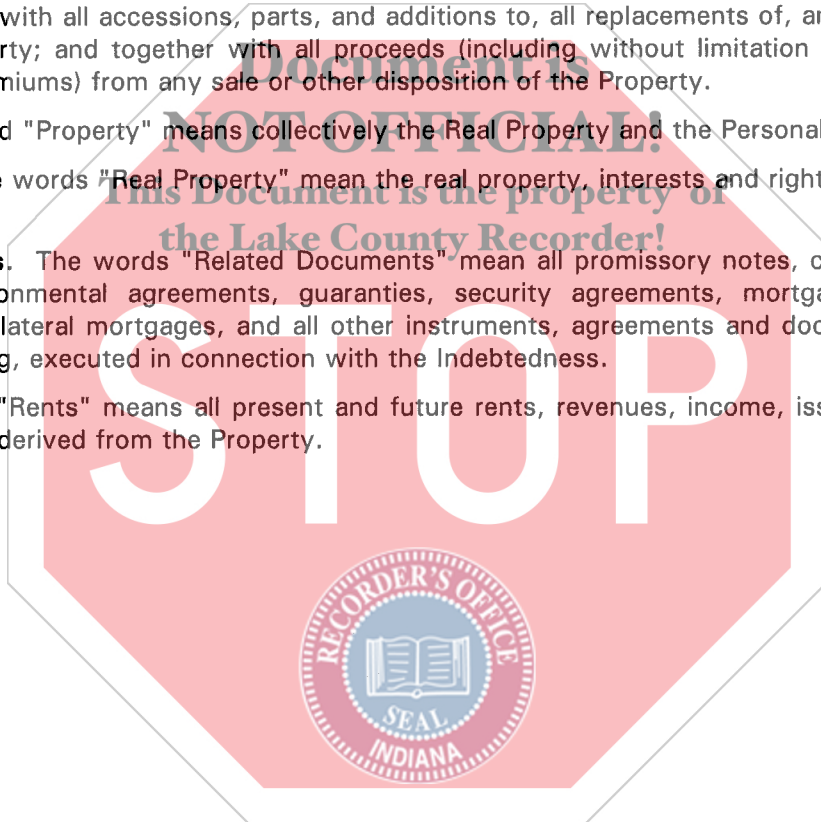 with all accessions, parts, and additions to, all replacements of, an
rty; and together with all proceeds (including without limitation
miums) from any sale or other disposition of the Property.
d "Property" means collectively the Real Property and the Personal
e words "Real Property" mean the real property, interests and right
s. The words "Related Documents" mean all promissory notes, c
onmental agreements, guaranties, security agreements, mortga
lateral mortgages, and all other instruments, agreements and doc
g, executed in connection with the Indebtedness.
"Rents" means all present and future rents, revenues, income, iss
derived from the Property.
Document is
NOT OFFICIAL!
This Document is the property of
the Lake County Recorder!
STOP
RECORDER'S OFFICE
SEAL
INDIANA